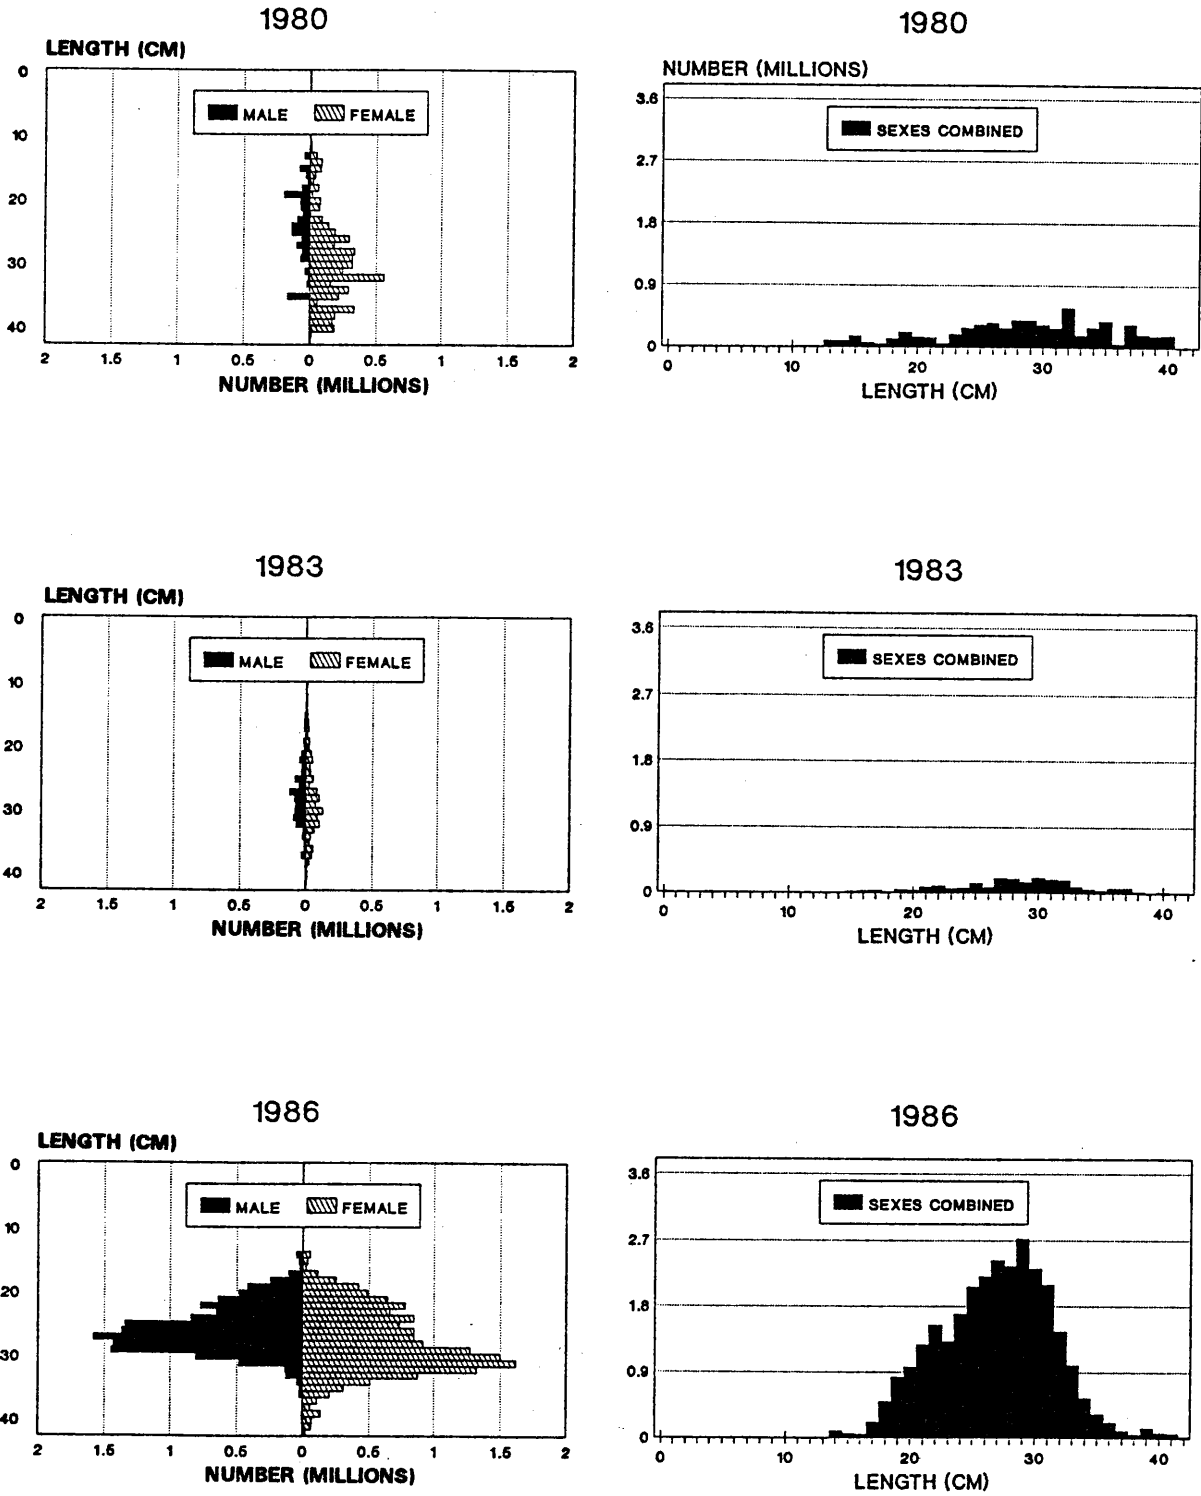 1980
LENGTH (CM)
0
MALE FEMALE
10
20
30
40
2 1.5 1 0.5 0 0.5 1 1.5 2
NUMBER (MILLIONS)
1980
NUMBER (MILLIONS)
3.6
SEXES COMBINED
2.7
1.8
0.9
0
0 10 20 30 40
LENGTH (CM)
1983
LENGTH (CM)
0
MALE FEMALE
10
20
30
40
2 1.5 1 0.5 0 0.5 1 1.5 2
NUMBER (MILLIONS)
1983
3.6
SEXES COMBINED
2.7
1.8
0.9
0
0 10 20 30 40
LENGTH (CM)
1986
LENGTH (CM)
0
MALE FEMALE
10
20
30
40
2 1.5 1 0.5 0 0.5 1 1.5 2
NUMBER (MILLIONS)
1986
3.6
SEXES COMBINED
2.7
1.8
0.9
0
0 10 20 30 40
LENGTH (CM)